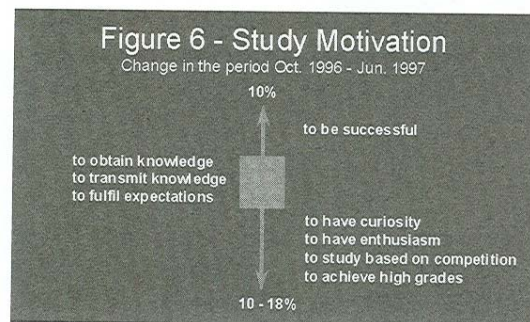 Figure 6 - Study Motivation
Change in the period Oct. 1996 - Jun. 1997
10%
to be successful
to obtain knowledge
to transmit knowledge
to fulfil expectations
to have curiosity
to have enthusiasm
to study based on competition
to achieve high grades
10 - 18%